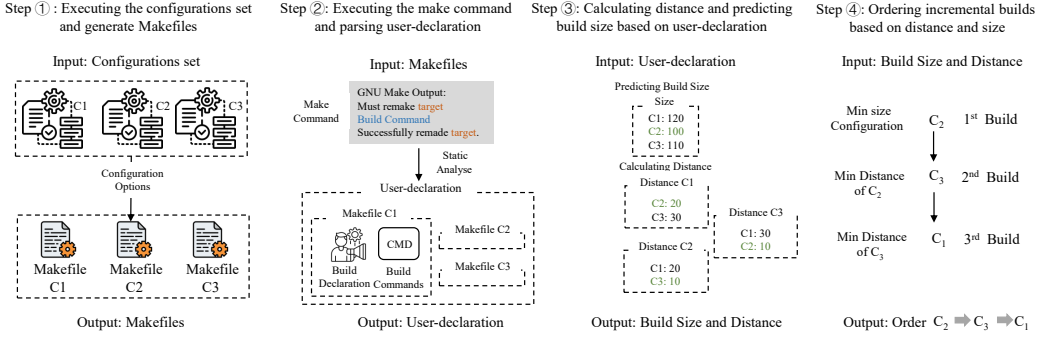 Step ① : Executing the configurations set
and generate Makefiles
Input: Configurations set
C1
C2
C3
Configuration
Options
Makefile
C1
Makefile
C2
Makefile
C3
Output: Makefiles
Step ②: Executing the make command
and parsing user-declaration
Input: Makefiles
Make
Command
GNU Make Output:
Must remake target
Build Command
Successfully remade target.
Static
Analyse
User-declaration
Makefile C1
CMD
Build
Declaration
Build
Commands
Makefile C2
Makefile C3
Output: User-declaration
Step ③: Calculating distance and predicting
build size based on user-declaration
Intput: User-declaration
Predicting Build Size
Size
C1: 120
C2: 100
C3: 110
Calculating Distance
Distance C1
C2: 20
C3: 30
Distance C3
C1: 30
C2: 10
Distance C2
C1: 20
C3: 10
Output: Build Size and Distance
Step ④: Ordering incremental builds
based on distance and size
Input: Build Size and Distance
Min size
Configuration
C2 1st Build
Min Distance
of C2
C3 2nd Build
Min Distance
of C3
C1 3rd Build
Output: Order C2 ➡ C3 ➡ C1